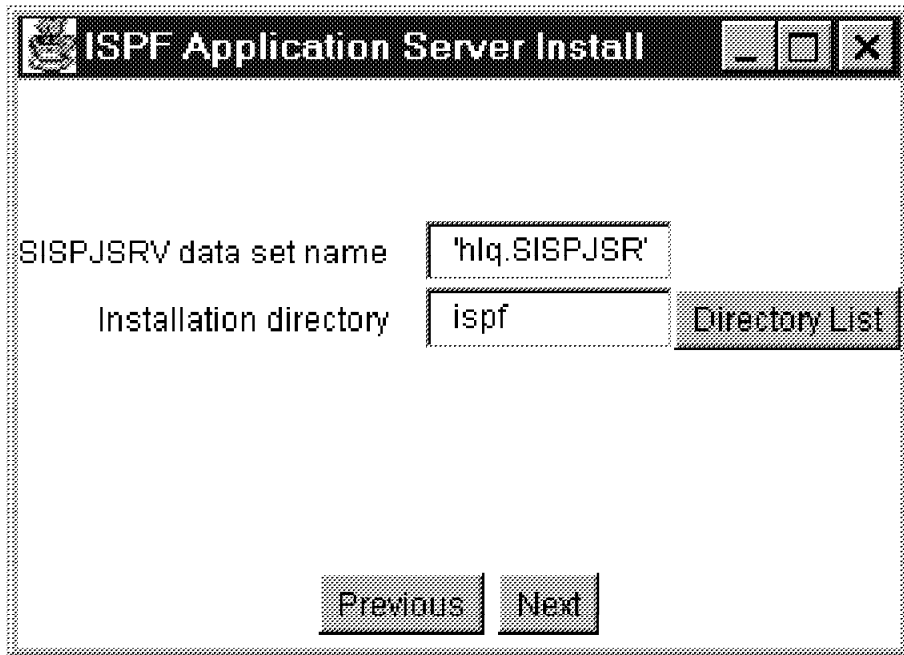 ISPF Application Server Install
SISPJSRV data set name 'hlq.SISPJSR'
Installation directory ispf Directory List
Previous Next